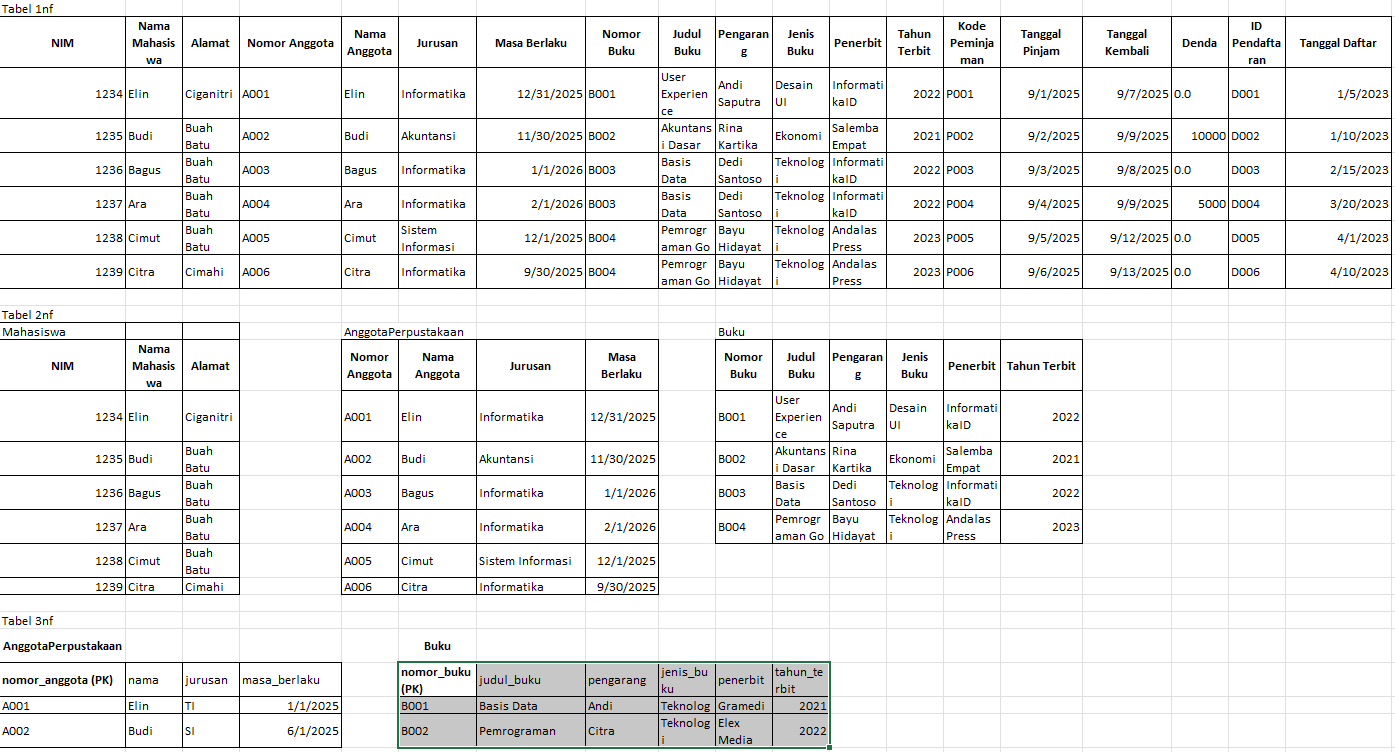 Tabel 1nf
NIM Nama Mahasiswa Alamat Nomor Anggota Nama Anggota Jurusan Masa Berlaku Nomor Buku Judul Buku Pengarang Jenis Buku Penerbit Tahun Terbit Kode Peminjaman Tanggal Pinjam Tanggal Kembali Denda ID Pendaftaran Tanggal Daftar
1234 Elin Ciganitri A001 Elin Informatika 12/31/2025 B001 User Experience Andi Saputra Desain UI InformatikaID 2022 P001 9/1/2025 9/7/2025 0.0 D001 1/5/2023
1235 Budi Buah Batu A002 Budi Akuntansi 11/30/2025 B002 Akuntansi Dasar Rina Kartika Ekonomi Salemba Empat 2021 P002 9/2/2025 9/9/2025 10000 D002 1/10/2023
1236 Bagus Buah Batu A003 Bagus Informatika 1/1/2026 B003 Basis Data Dedi Santoso Teknologi InformatikaID 2022 P003 9/3/2025 9/8/2025 0.0 D003 2/15/2023
1237 Ara Buah Batu A004 Ara Informatika 2/1/2026 B003 Basis Data Dedi Santoso Teknologi InformatikaID 2022 P004 9/4/2025 9/9/2025 5000 D004 3/20/2023
1238 Cimut Buah Batu A005 Cimut Sistem Informasi 12/1/2025 B004 Pemrograman Go Bayu Hidayat Teknologi Andalas Press 2023 P005 9/5/2025 9/12/2025 0.0 D005 4/1/2023
1239 Citra Cimahi A006 Citra Informatika 9/30/2025 B004 Pemrograman Go Bayu Hidayat Teknologi Andalas Press 2023 P006 9/6/2025 9/13/2025 0.0 D006 4/10/2023
Tabel 2nf
Mahasiswa AnggotaPerpustakaan Buku
NIM Nama Mahasiswa Alamat Nomor Anggota Nama Anggota Jurusan Masa Berlaku Nomor Buku Judul Buku Pengarang Jenis Buku Penerbit Tahun Terbit
1234 Elin Ciganitri A001 Elin Informatika 12/31/2025 B001 User Experience Andi Saputra Desain UI InformatikaID 2022
1235 Budi Buah Batu A002 Budi Akuntansi 11/30/2025 B002 Akuntansi Dasar Rina Kartika Ekonomi Salemba Empat 2021
1236 Bagus Buah Batu A003 Bagus Informatika 1/1/2026 B003 Basis Data Dedi Santoso Teknologi InformatikaID 2022
1237 Ara Buah Batu A004 Ara Informatika 2/1/2026 B004 Pemrograman Go Bayu Hidayat Teknologi Andalas Press 2023
1238 Cimut Buah Batu A005 Cimut Sistem Informasi 12/1/2025
1239 Citra Cimahi A006 Citra Informatika 9/30/2025
Tabel 3nf
AnggotaPerpustakaan Buku
nomor_anggota (PK) nama jurusan masa_berlaku nomor_buku (PK) judul_buku pengarang jenis_buku penerbit tahun_terbit
A001 Elin TI 1/1/2025 B001 Basis Data Andi Teknolog Gramedi 2021
A002 Budi SI 6/1/2025 B002 Pemrograman Citra Teknologi Elex Media 2022